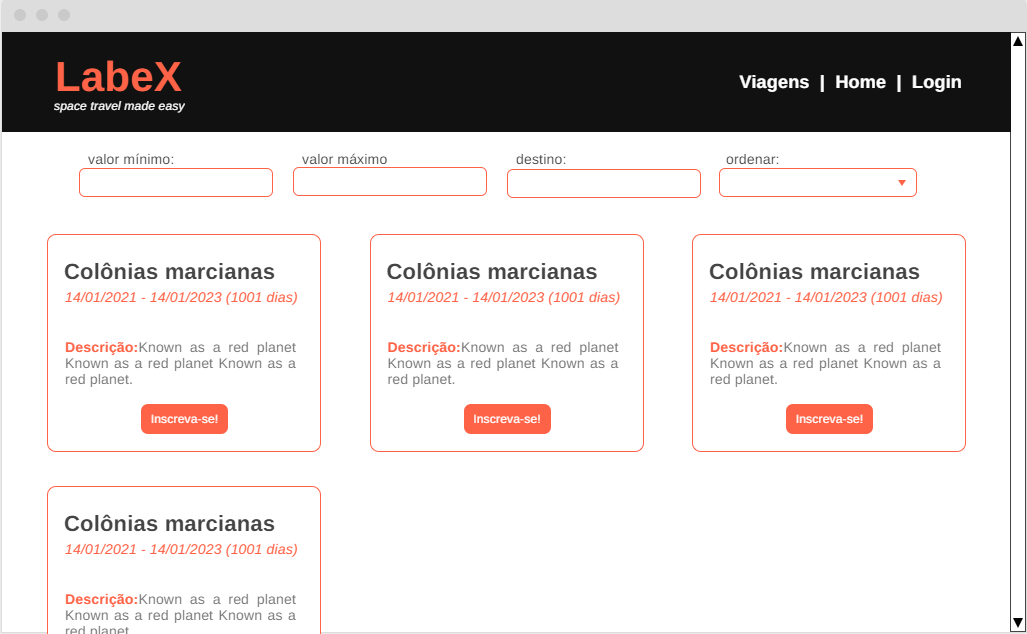 LabeX
space travel made easy
Viagens | Home | Login
valor mínimo:
valor máximo
destino:
ordenar:
Colônias marcianas
14/01/2021 - 14/01/2023 (1001 dias)
Descrição:Known as a red planet
Known as a red planet Known as a
red planet.
Inscreva-se!
Colônias marcianas
14/01/2021 - 14/01/2023 (1001 dias)
Descrição:Known as a red planet
Known as a red planet Known as a
red planet.
Inscreva-se!
Colônias marcianas
14/01/2021 - 14/01/2023 (1001 dias)
Descrição:Known as a red planet
Known as a red planet Known as a
red planet.
Inscreva-se!
Colônias marcianas
14/01/2021 - 14/01/2023 (1001 dias)
Descrição:Known as a red planet
Known as a red planet Known as a
red planet.